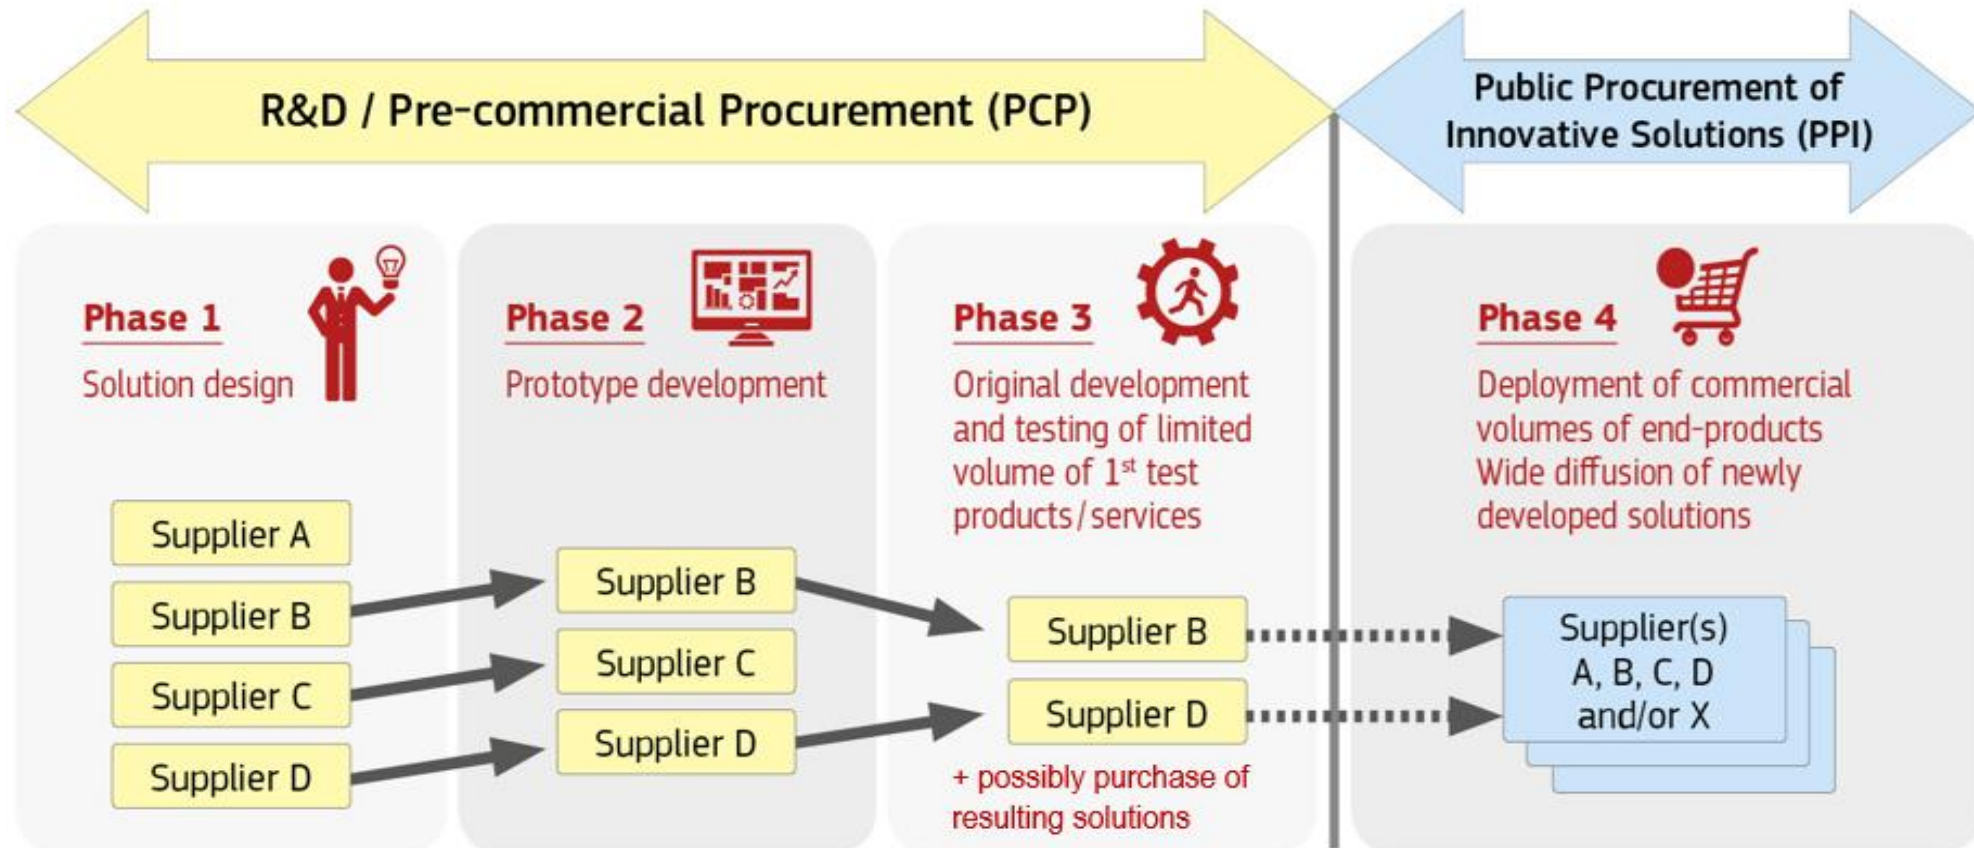 R&D / Pre-commercial Procurement (PCP)
Public Procurement of
Innovative Solutions (PPI)
Phase 1
Solution design
Supplier A
Supplier B
Supplier C
Supplier D
Phase 2
Prototype development
Supplier B
Supplier C
Supplier D
Phase 3
Original development
and testing of limited
volume of 1st test
products/services
Supplier B
Supplier D
+ possibly purchase of
resulting solutions
Phase 4
Deployment of commercial
volumes of end-products
Wide diffusion of newly
developed solutions
Supplier(s)
A, B, C, D
and/or X